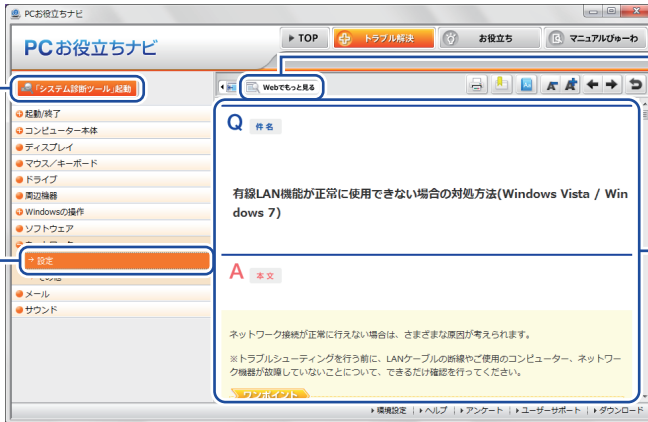 PCお役立ちナビ
PCお役立ちナビ
TOP
トラブル解決
お役立ち
マニュアルびゅーわ
「システム診断ツール」起動
Webでもっと見る
起動/終了
コンピューター本体
ディスプレイ
マウス／キーボード
ドライブ
周辺機器
Windowsの操作
ソフトウェア
設定
メール
サウンド
Q 件名
有線LAN機能が正常に使用できない場合の対処方法(Windows Vista / Win
dows 7)
A 本文
ネットワーク接続が正常に行えない場合は、さまざまな原因が考えられます。
※トラブルシューティングを行う前に、LANケーブルの断線やご使用のコンピューター、ネットワー
ク機器が故障していないことについて、できるだけ確認を行ってください。
ワンポイント
環境設定 | ヘルプ | アンケート | ユーザーサポート | ダウンロード